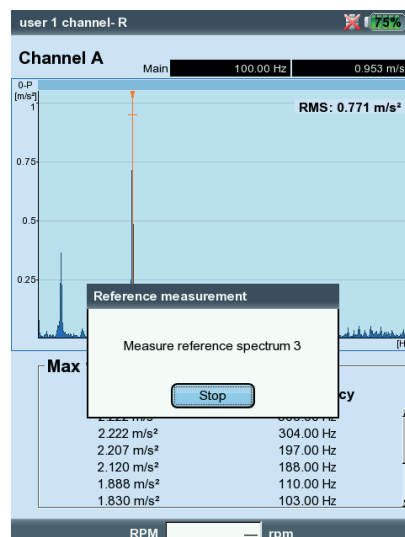 user 1 channel- R 75%
Channel A Main 100.00 Hz 0.953 m/s
0-P
[m/s²]
1 RMS: 0.771 m/s²
0.75
0.5
0.25
Reference measurement
Measure reference spectrum 3
[H
Max
Stop
cy
2.222 m/s² 304.00 Hz
2.207 m/s² 197.00 Hz
2.120 m/s² 188.00 Hz
1.888 m/s² 110.00 Hz
1.830 m/s² 103.00 Hz
RPM — rpm